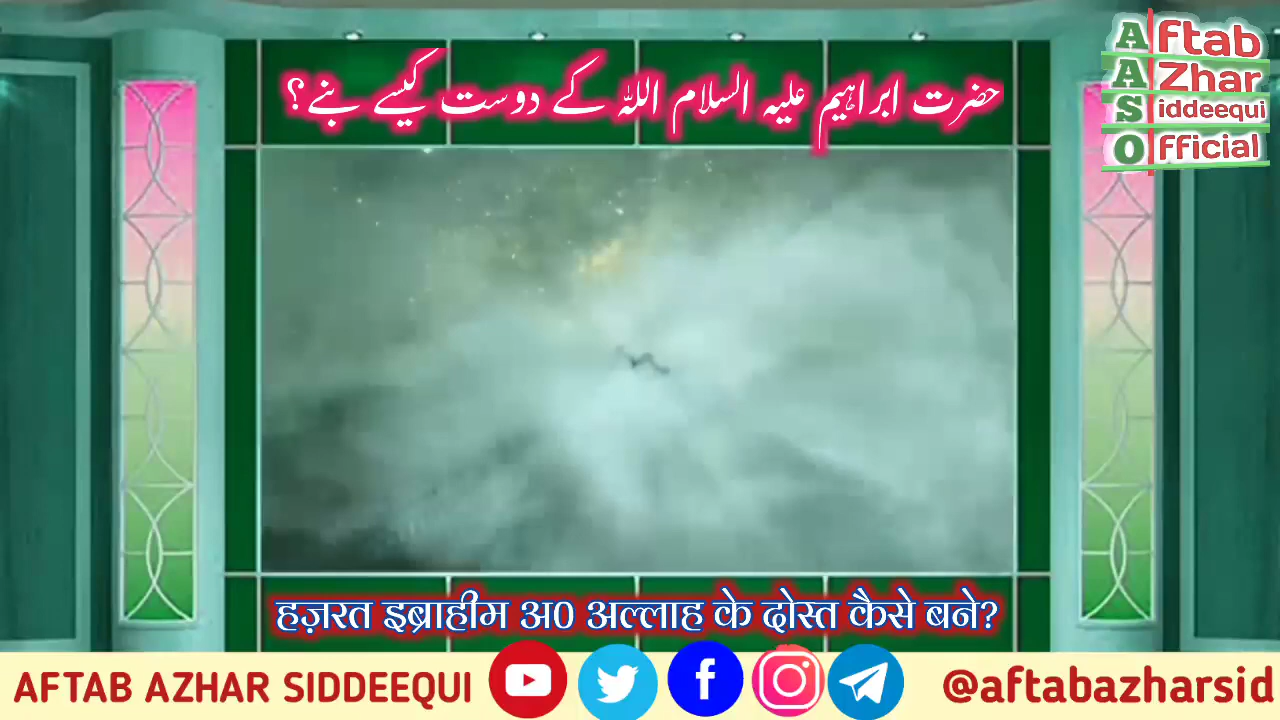 حضرت ابراہیم علیہ السلام اللہ کے دوست کیسے بنے؟
Aftab
AZhar
Siddeequi
Official
हज़रत इब्राहीम अ0 अल्लाह के दोस्त कैसे बने?
AFTAB AZHAR SIDDEEQUI
@aftabazharsid